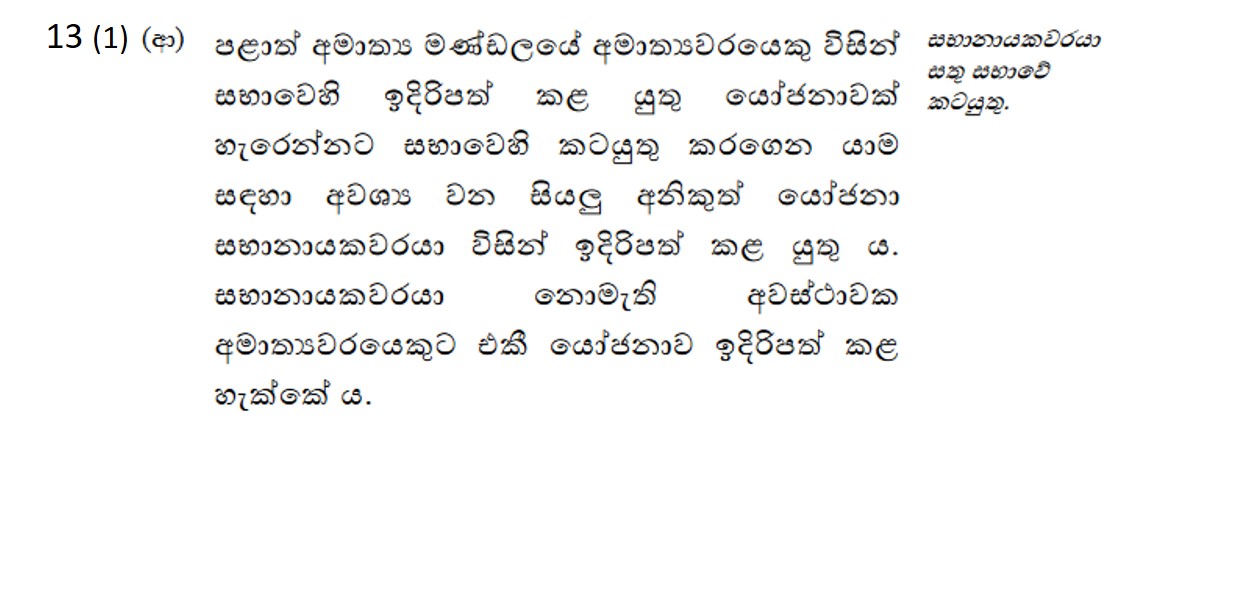 13 (1) (ආ) පළාත් අමාත්‍ය මණ්ඩලයේ අමාත්‍යවරයෙකු විසින්
සභාවෙහි ඉදිරිපත් කළ යුතු යෝජනාවක්
හැරෙන්නට සභාවෙහි කටයුතු කරගෙන යාම
සඳහා අවශ්‍ය වන සියලු අනිකුත් යෝජනා
සභානායකවරයා විසින් ඉදිරිපත් කළ යුතු ය.
සභානායකවරයා නොමැති අවස්ථාවක
අමාත්‍යවරයෙකුට එකී යෝජනාව ඉදිරිපත් කළ
හැක්කේ ය.
සභානායකවරයා
සතු සභාවේ
කටයුතු.